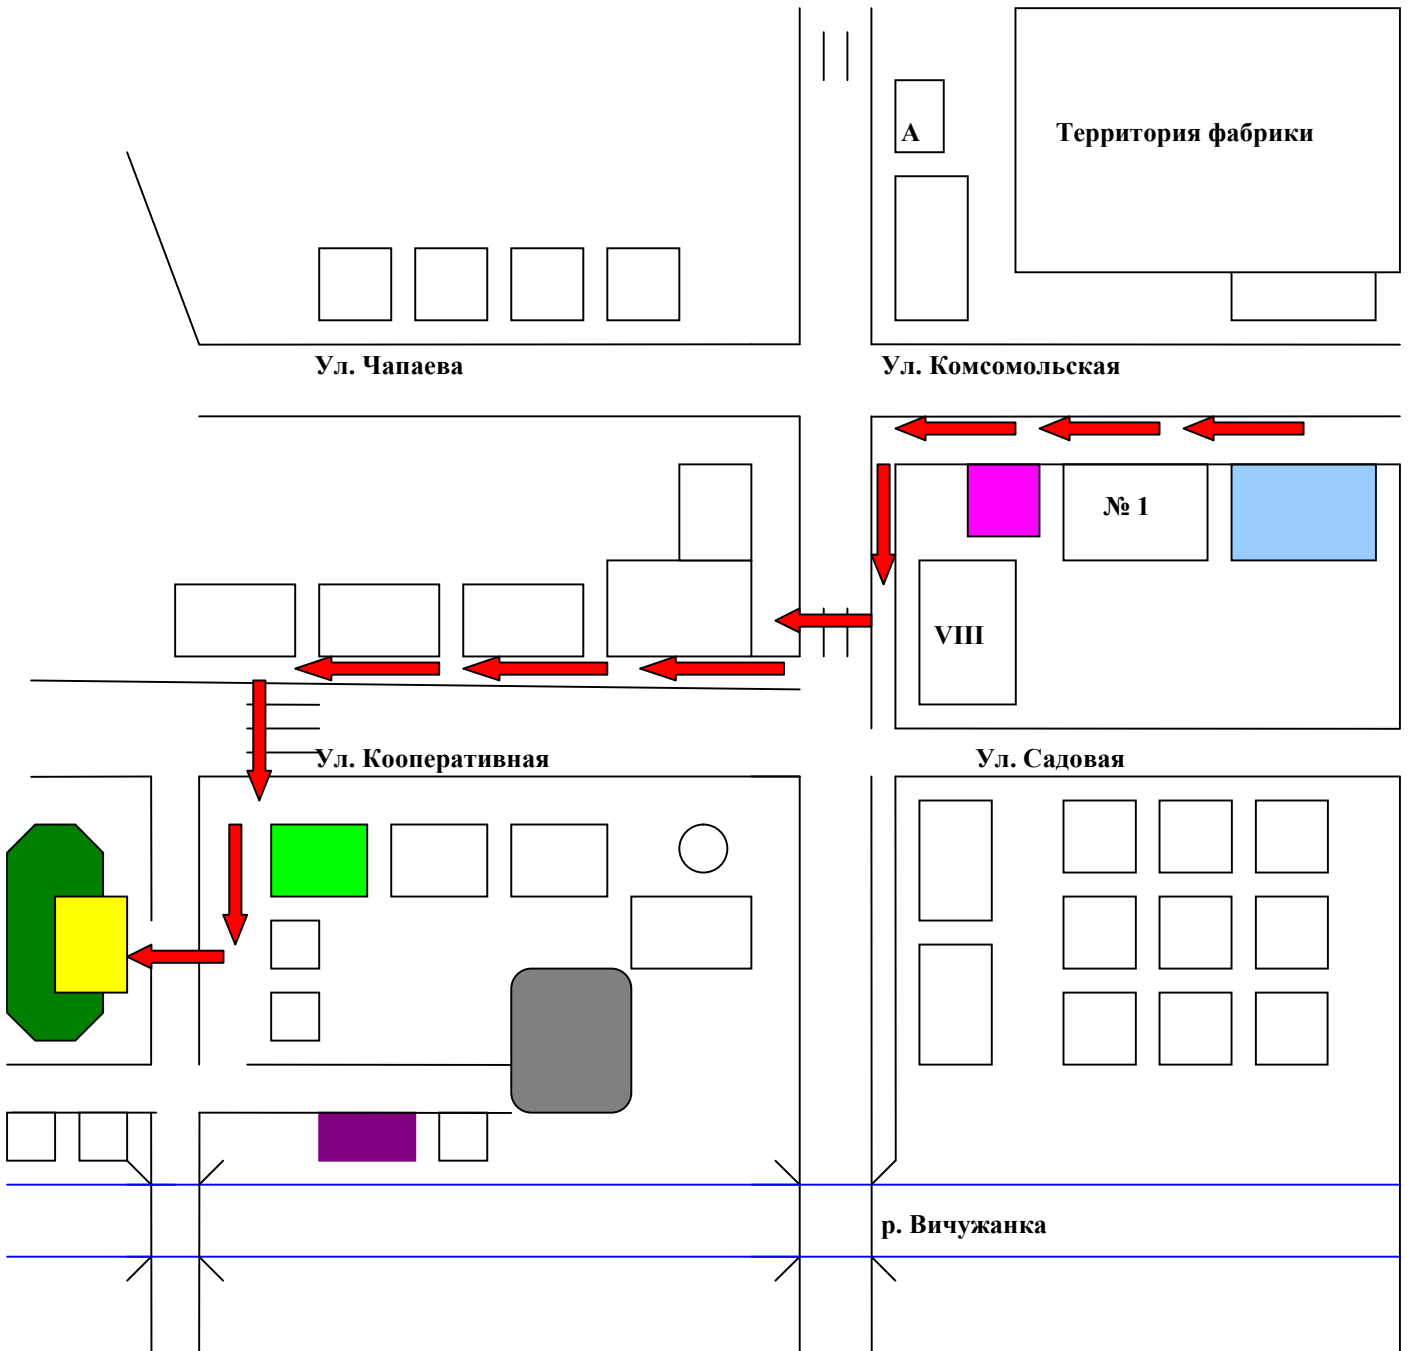 А
Территория фабрики
Ул. Чапаева
Ул. Комсомольская
№ 1
VIII
Ул. Кооперативная
Ул. Садовая
р. Вичужанка